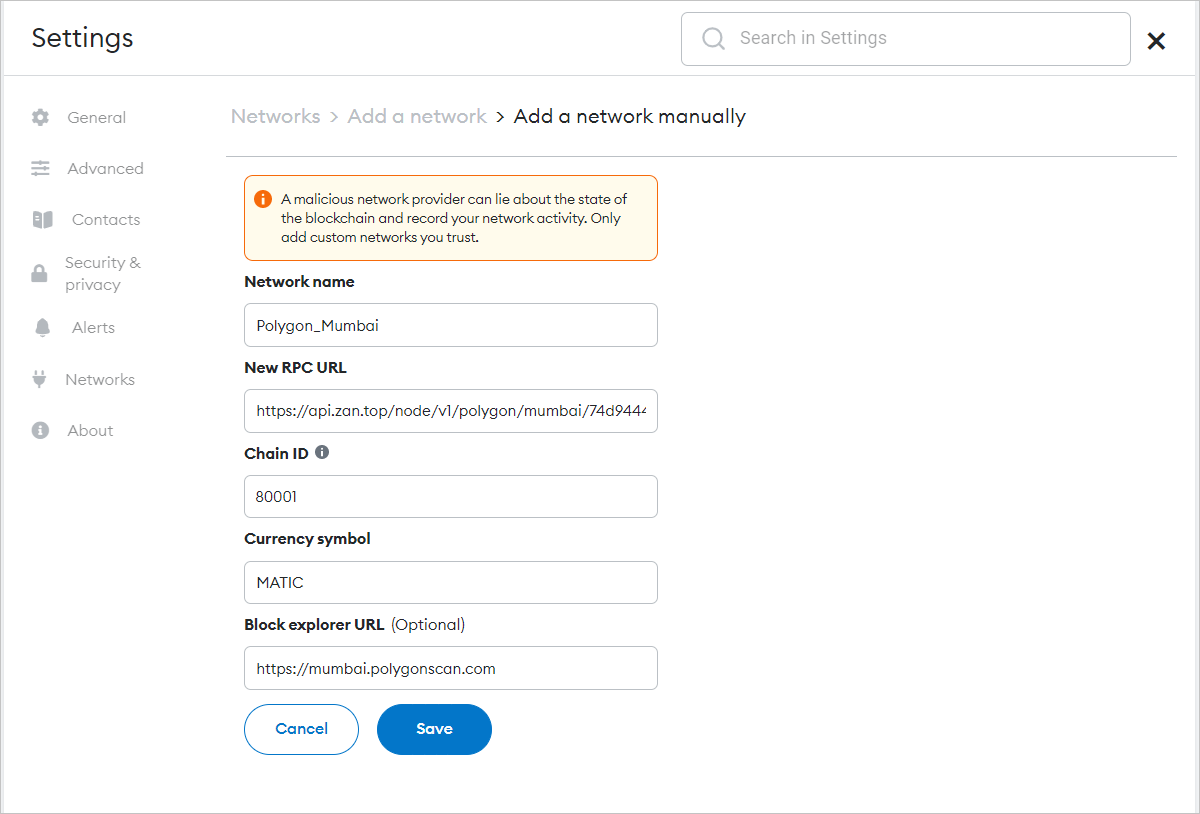 Settings
Search in Settings
General
Advanced
Contacts
Security &
privacy
Alerts
Networks
About
Networks > Add a network > Add a network manually
A malicious network provider can lie about the state of
the blockchain and record your network activity. Only
add custom networks you trust.
Network name
Polygon_Mumbai
New RPC URL
https://api.zan.top/node/v1/polygon/mumbai/74d9444
Chain ID
80001
Currency symbol
MATIC
Block explorer URL (Optional)
https://mumbai.polygonscan.com
Cancel
Save